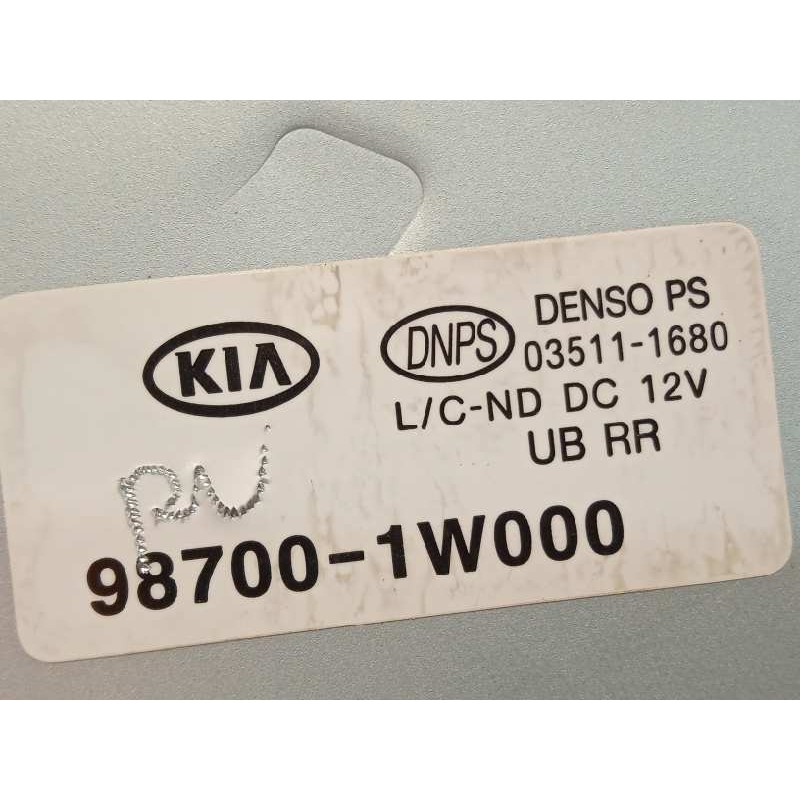 KIA
DNPS
DENSO PS
03511-1680
L/C-ND DC 12V
UB RR
98700-1W000